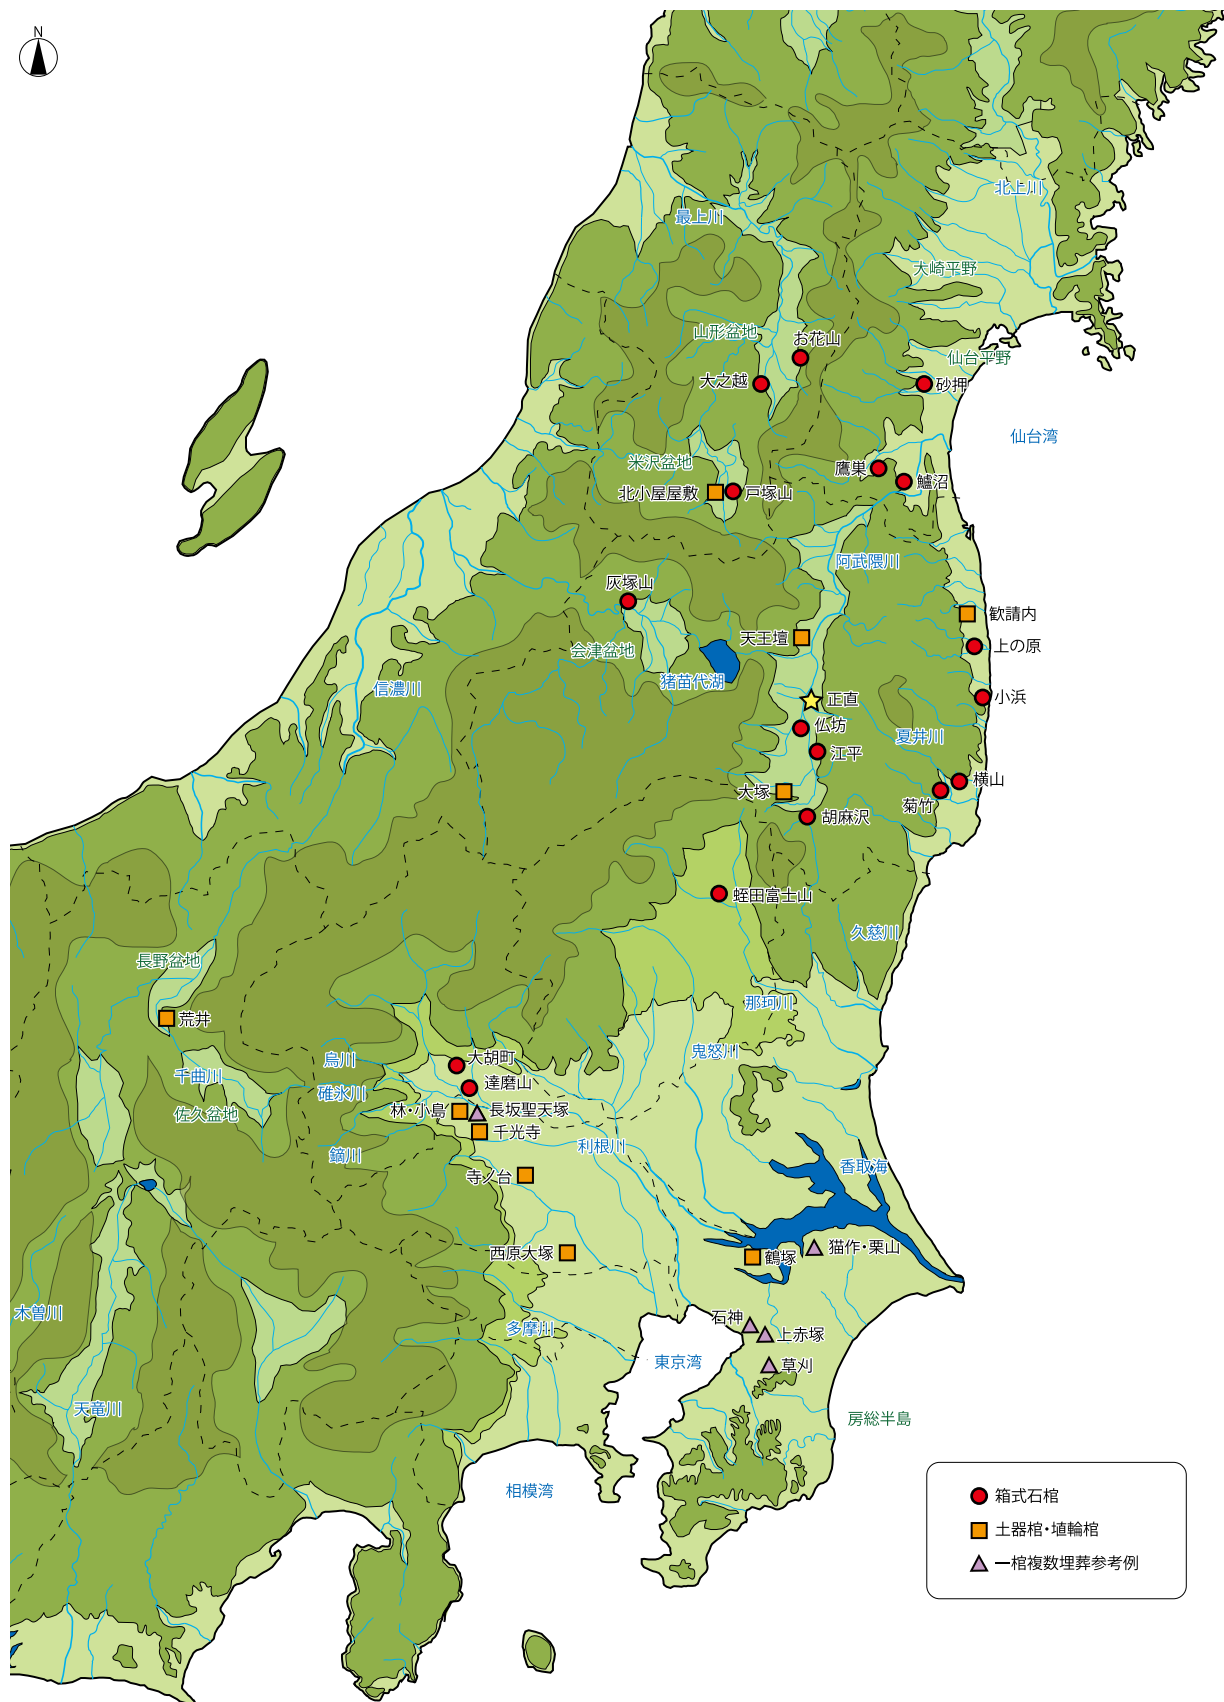 N
北上川
最上川
大崎平野
山形盆地
お花山
仙台平野
大之越
砂押
仙台湾
米沢盆地
鷹巣
鱸沼
北小屋屋敷
戸塚山
阿武隈川
灰塚山
歓請内
天王壇
上の原
会津盆地
猪苗代湖
信濃川
正直
小浜
仏坊
夏井川
江平
横山
大塚
菊竹
胡麻沢
蛭田富士山
久慈川
長野盆地
那珂川
荒井
烏川
大胡町
鬼怒川
千曲川
達磨山
碓氷川
佐久盆地
林・小島
長坂聖天塚
千光寺
鏑川
利根川
香取海
寺ノ台
西原大塚
猫作・栗山
鶴塚
木曽川
石神
多摩川
上赤塚
東京湾
草刈
天竜川
房総半島
相模湾
箱式石棺
土器棺・埴輪棺
一棺複数埋葬参考例